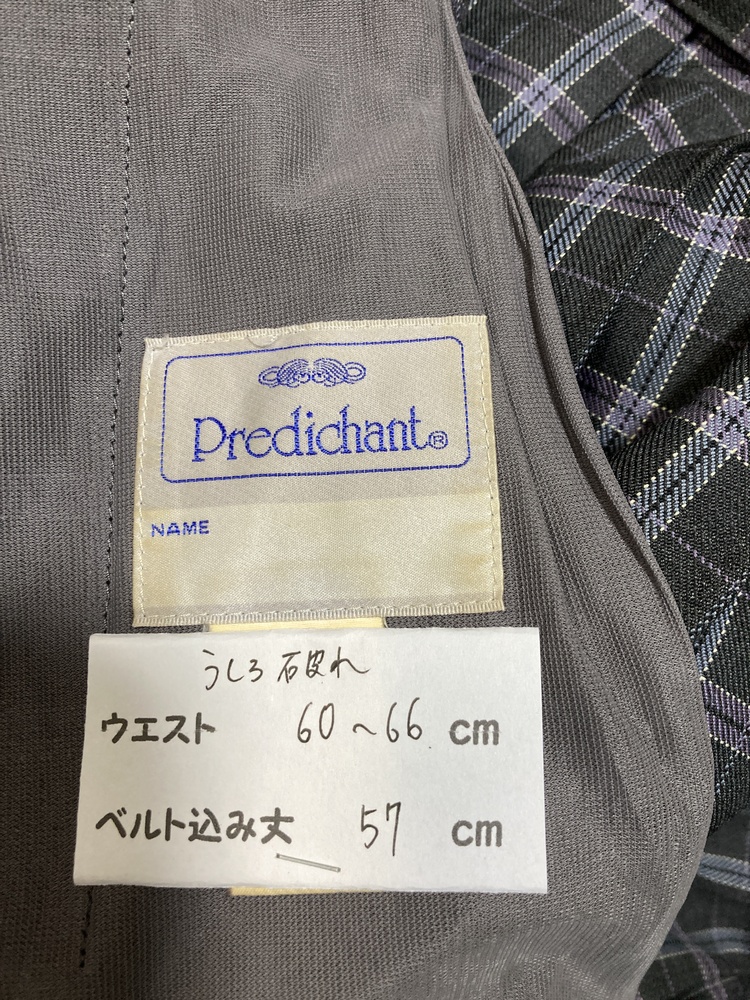 Predichant®
NAME
うしろ破れ
ウエスト 60～66 cm
ベルト込み丈 57 cm